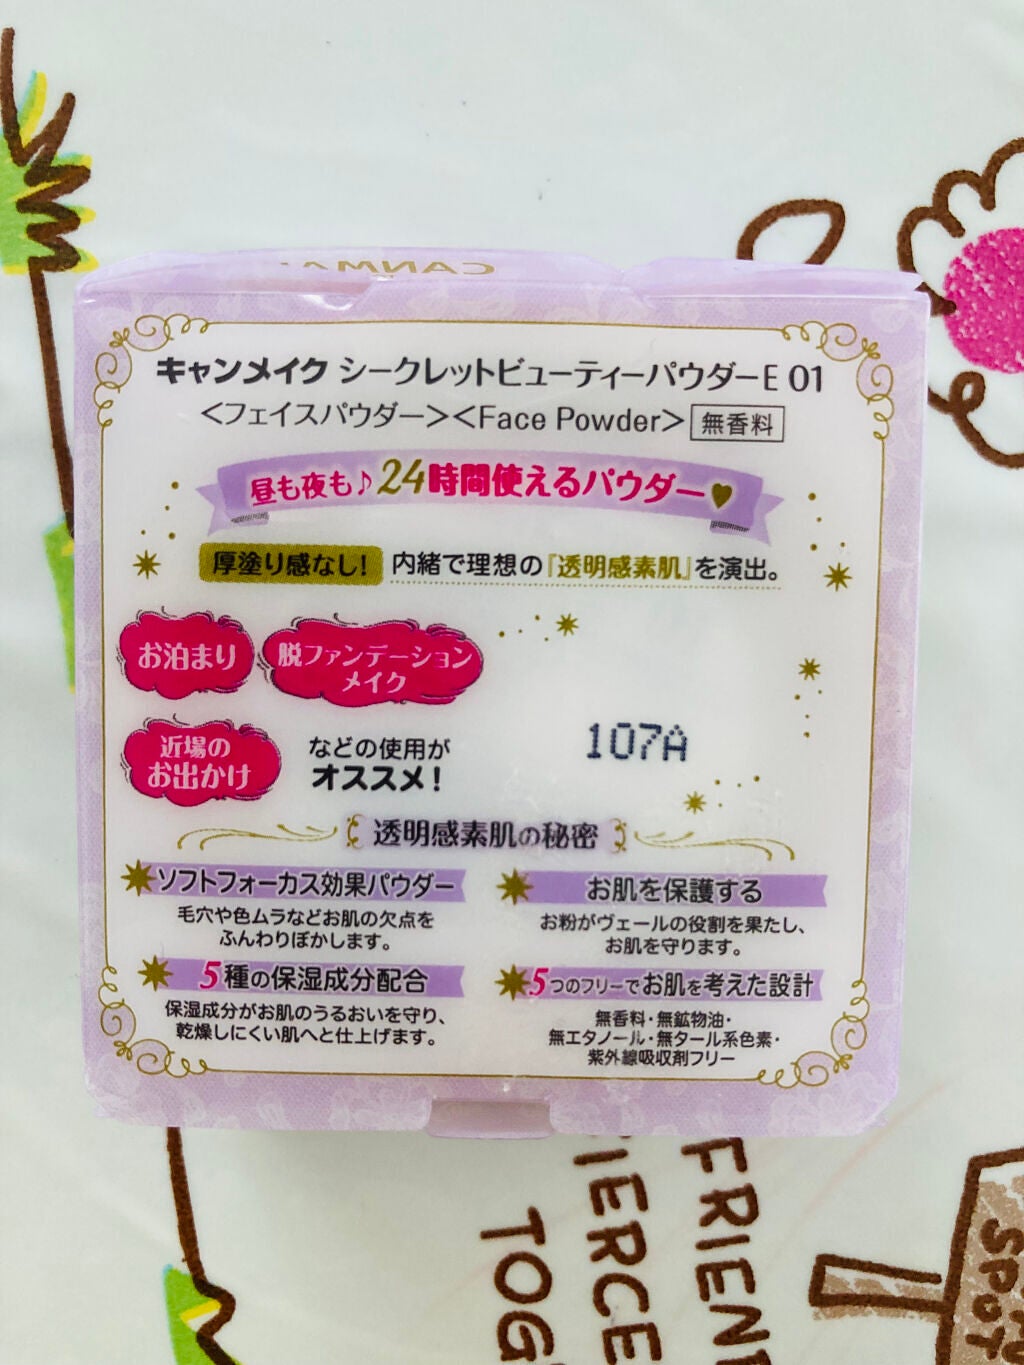 CANMA
キャンメイク シークレットビューティーパウダーE 01
<フェイスパウダー><Face Powder> 無香料
昼も夜も♪24時間使えるパウダー♥
厚塗り感なし! 内緒で理想の『透明感素肌』を演出。
お泊まり
脱ファンデーション
メイク
近場の
お出かけ
などの使用が
オススメ!
107A
透明感素肌の秘密
ソフトフォーカス効果パウダー
毛穴や色ムラなどお肌の欠点を
ふんわりぼかします。
お肌を保護する
お粉がヴェールの役割を果たし、
お肌を守ります。
5種の保湿成分配合
保湿成分がお肌のうるおいを守り、
乾燥しにくい肌へと仕上げます。
5つのフリーでお肌を考えた設計
無香料・無鉱物油・
無エタノール・無タール系色素・
紫外線吸収剤フリー
FRIEN
IERCE
TOG
SPOT